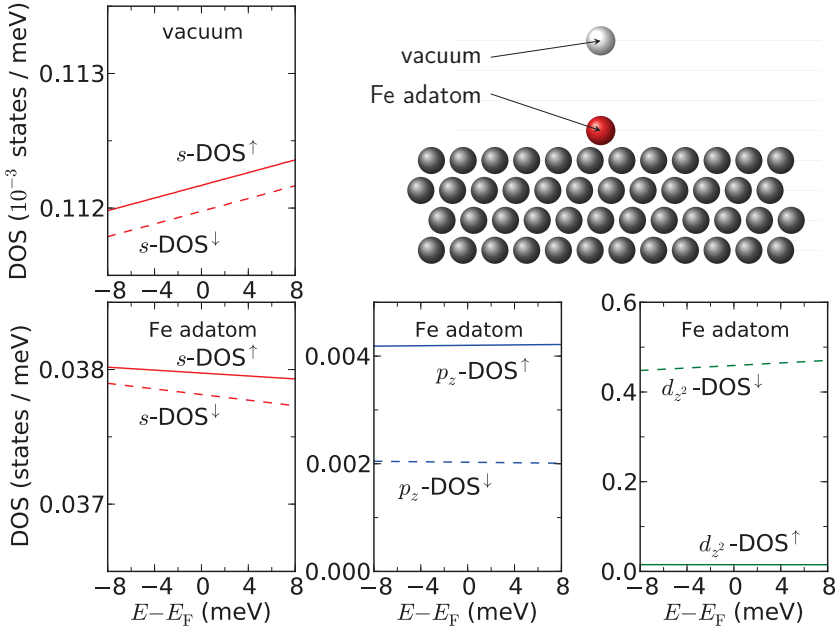 vacuum
0.113
0.112
s-DOS↑
s-DOS↓
DOS (10⁻³ states / meV)
−8 −4 0 4 8
vacuum
Fe adatom
Fe adatom
0.038
0.037
s-DOS↑
s-DOS↓
DOS (states / meV)
−8 −4 0 4 8
E−E_F (meV)
Fe adatom
0.004
0.002
0.000
p_z-DOS↑
p_z-DOS↓
−8 −4 0 4 8
E−E_F (meV)
0.6
Fe adatom
0.4
0.2
0.0
d_z²-DOS↓
d_z²-DOS↑
−8 −4 0 4 8
E−E_F (meV)